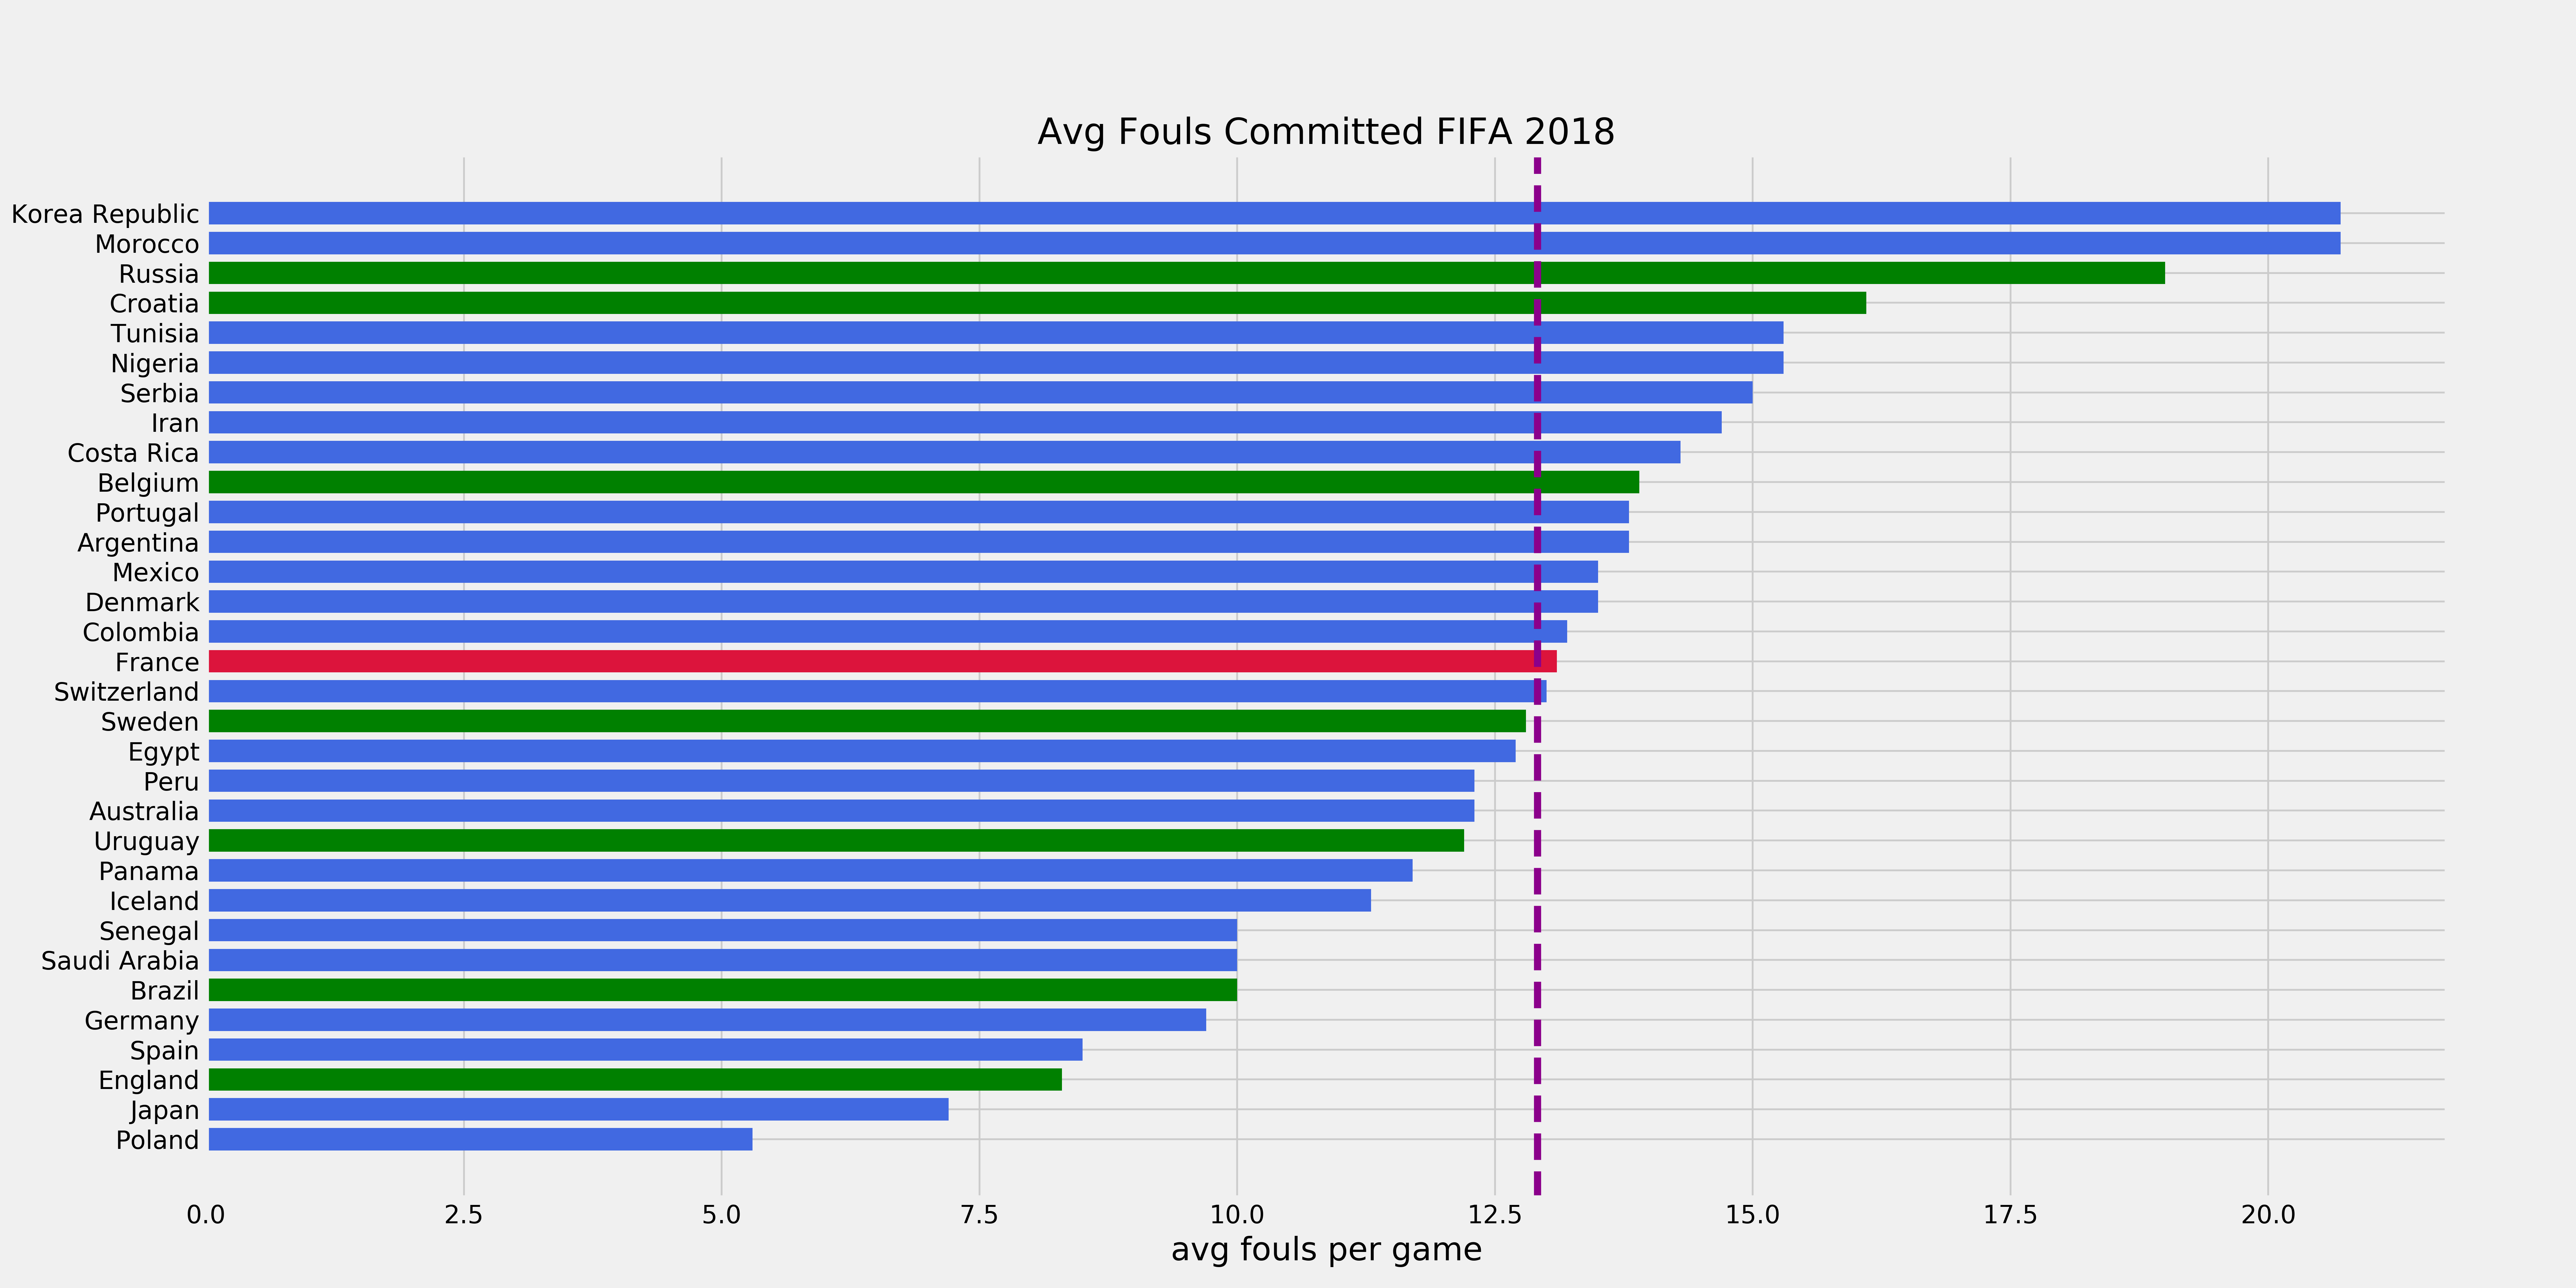 Avg Fouls Committed FIFA 2018
Korea Republic
Morocco
Russia
Croatia
Tunisia
Nigeria
Serbia
Iran
Costa Rica
Belgium
Portugal
Argentina
Mexico
Denmark
Colombia
France
Switzerland
Sweden
Egypt
Peru
Australia
Uruguay
Panama
Iceland
Senegal
Saudi Arabia
Brazil
Germany
Spain
England
Japan
Poland
0.0 2.5 5.0 7.5 10.0 12.5 15.0 17.5 20.0
avg fouls per game